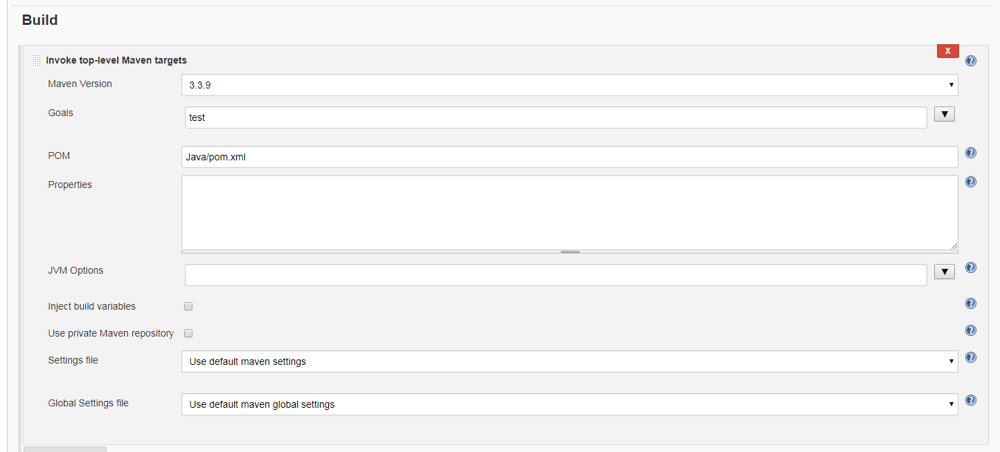 Build
Invoke top-level Maven targets
X
Maven Version
3.3.9
Goals
test
POM
Java/pom.xml
Properties
JVM Options
Inject build variables
Use private Maven repository
Settings file
Use default maven settings
Global Settings file
Use default maven global settings